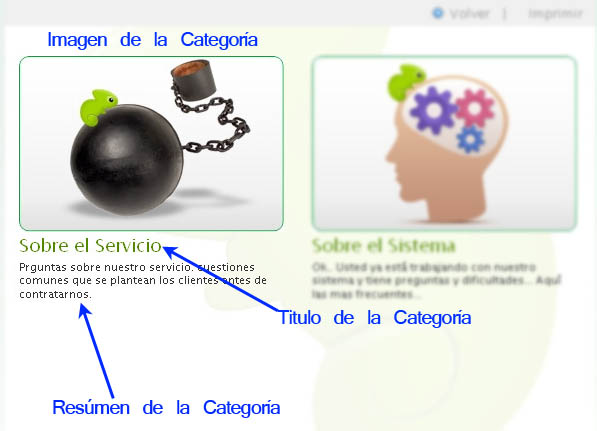 Volver | Imprimir
Imagen de la Categoría
Sobre el Servicio
Prguntas sobre nuestro servicio. cuestiones
comunes que se plantean los clientes antes de
contratarnos.
Sobre el Sistema
Ok.. Usted ya está trabajando con nuestro
sistema y tiene preguntas y dificultades... Aquí
las mas frecuentes...
Titulo de la Categoría
Resúmen de la Categoría